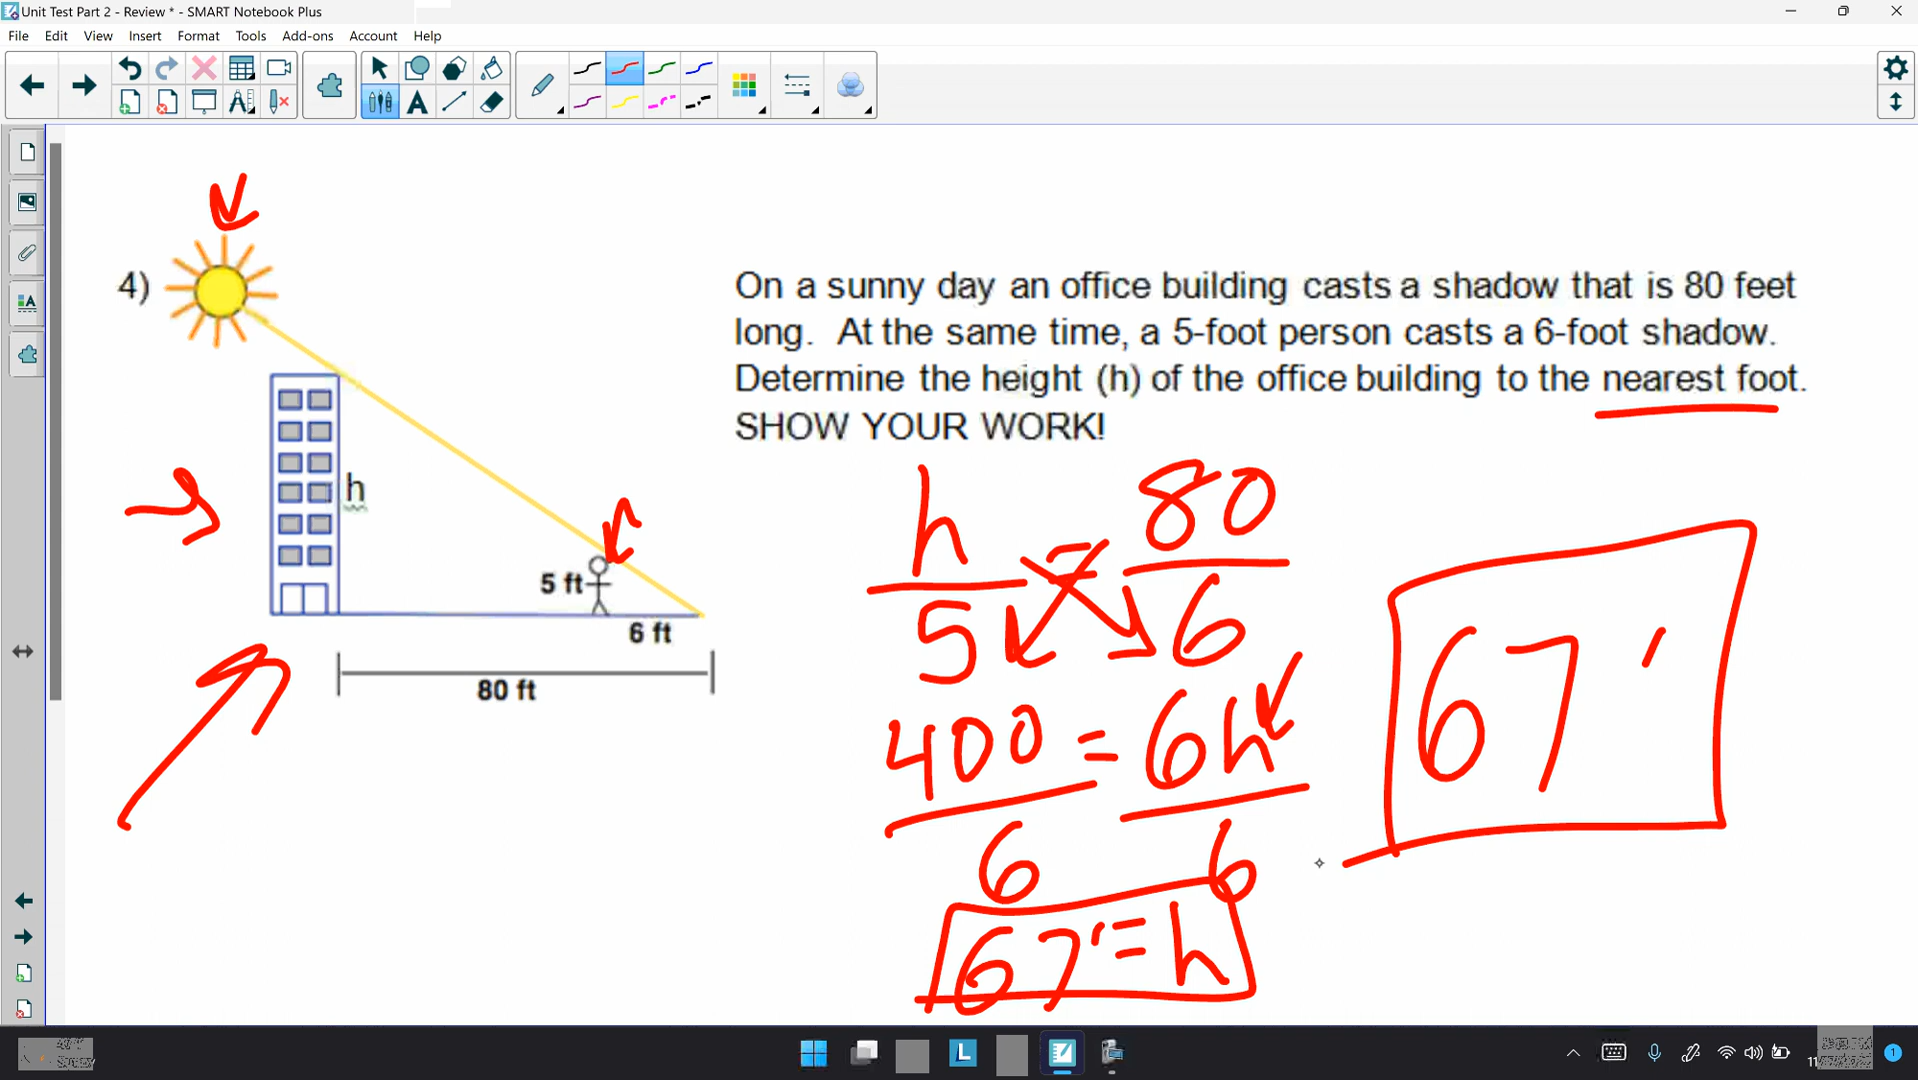 Unit Test Part 2 - Review * - SMART Notebook Plus
File Edit View Insert Format Tools Add-ons Account Help
4)
On a sunny day an office building casts a shadow that is 80 feet
long. At the same time, a 5-foot person casts a 6-foot shadow.
Determine the height (h) of the office building to the nearest foot.
SHOW YOUR WORK!
h
5 ft
6 ft
80 ft
h = 80
5 6
400 = 6h
6 6
67' = h
67'